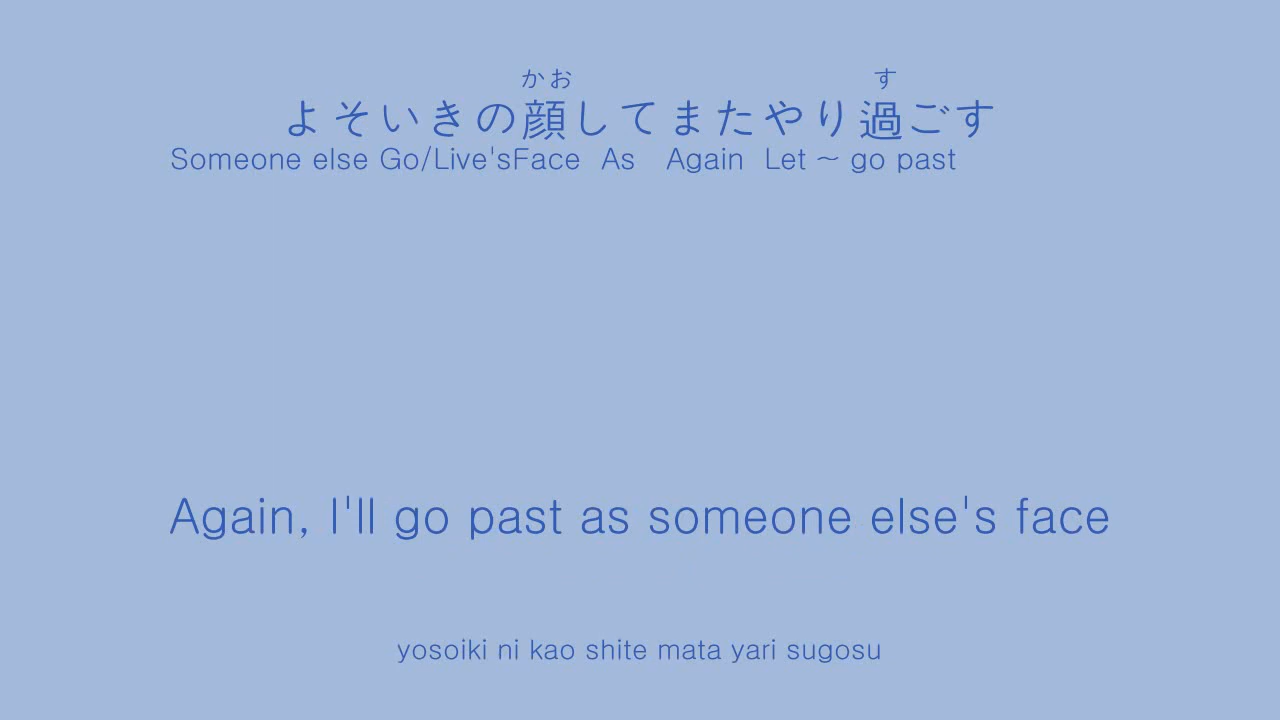 かお す
よそいきの顔してまたやり過ごす
Someone else Go/Live'sFace As Again Let ～ go past
Again, I'll go past as someone else's face
yosoiki ni kao shite mata yari sugosu